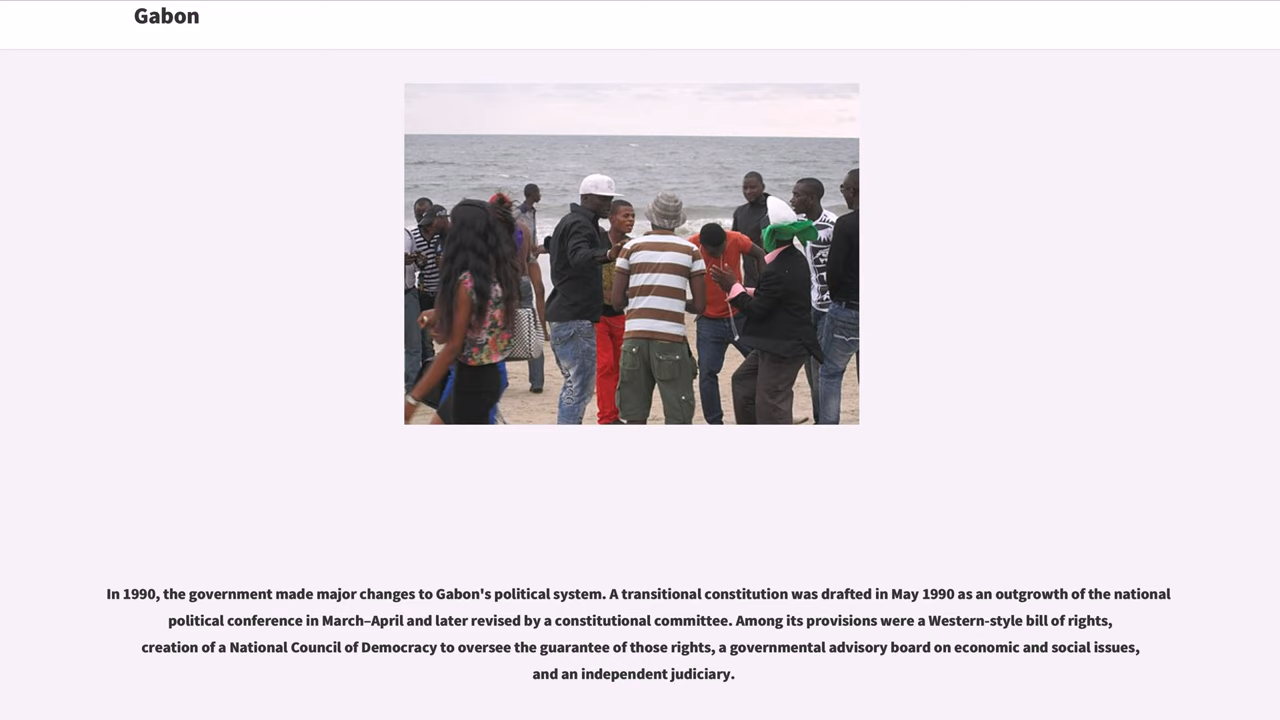 Gabon
In 1990, the government made major changes to Gabon's political system. A transitional constitution was drafted in May 1990 as an outgrowth of the national
political conference in March–April and later revised by a constitutional committee. Among its provisions were a Western-style bill of rights,
creation of a National Council of Democracy to oversee the guarantee of those rights, a governmental advisory board on economic and social issues,
and an independent judiciary.